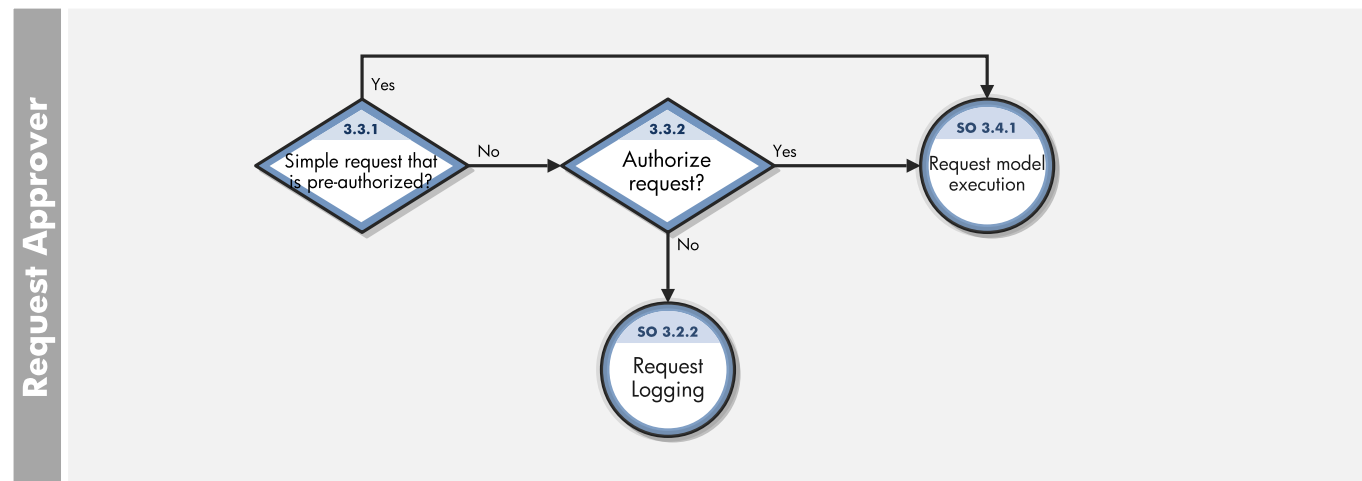 Request Approver
Yes
3.3.1
Simple request that
is pre-authorized?
No
3.3.2
Authorize
request?
Yes
SO 3.4.1
Request model
execution
No
SO 3.2.2
Request
Logging